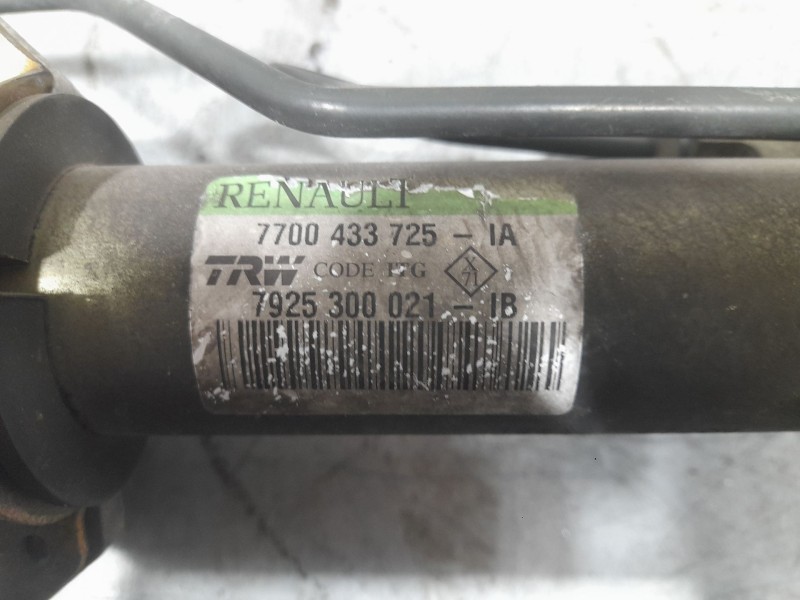 RENAULT
7700 433 725 - IA
TRW CODE
7925 300 021 - IB